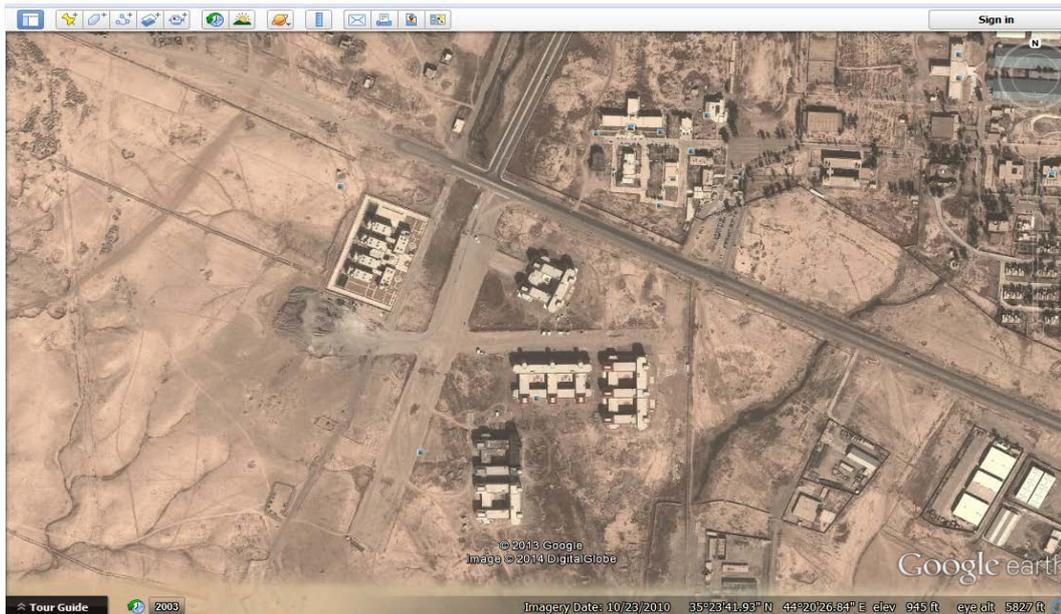 Sign in
N
© 2013 Google
Image © 2014 DigitalGlobe
Google earth
Tour Guide
2003
Imagery Date: 10/23/2010 35°23'41.93" N 44°20'26.84" E elev 945 ft eye alt 5827 ft